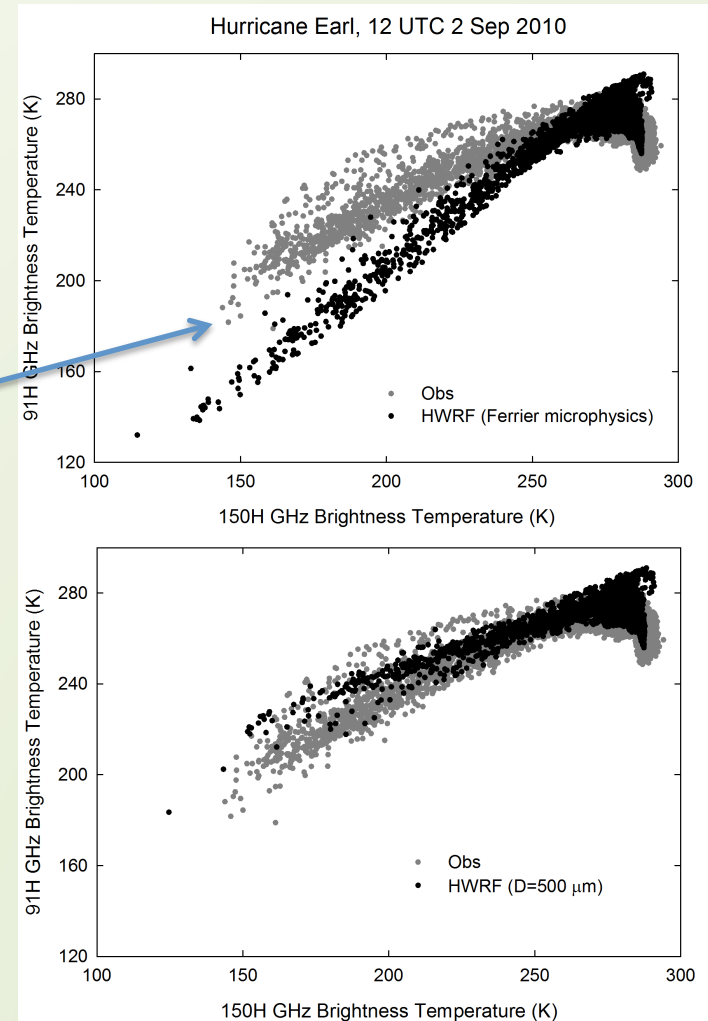 Hurricane Earl, 12 UTC 2 Sep 2010
91H GHz Brightness Temperature (K)
280
240
200
160
120
Obs
HWRF (Ferrier microphysics)
100 150 200 250 300
150H GHz Brightness Temperature (K)
91H GHz Brightness Temperature (K)
280
240
200
160
120
Obs
HWRF (D=500 μm)
100 150 200 250 300
150H GHz Brightness Temperature (K)